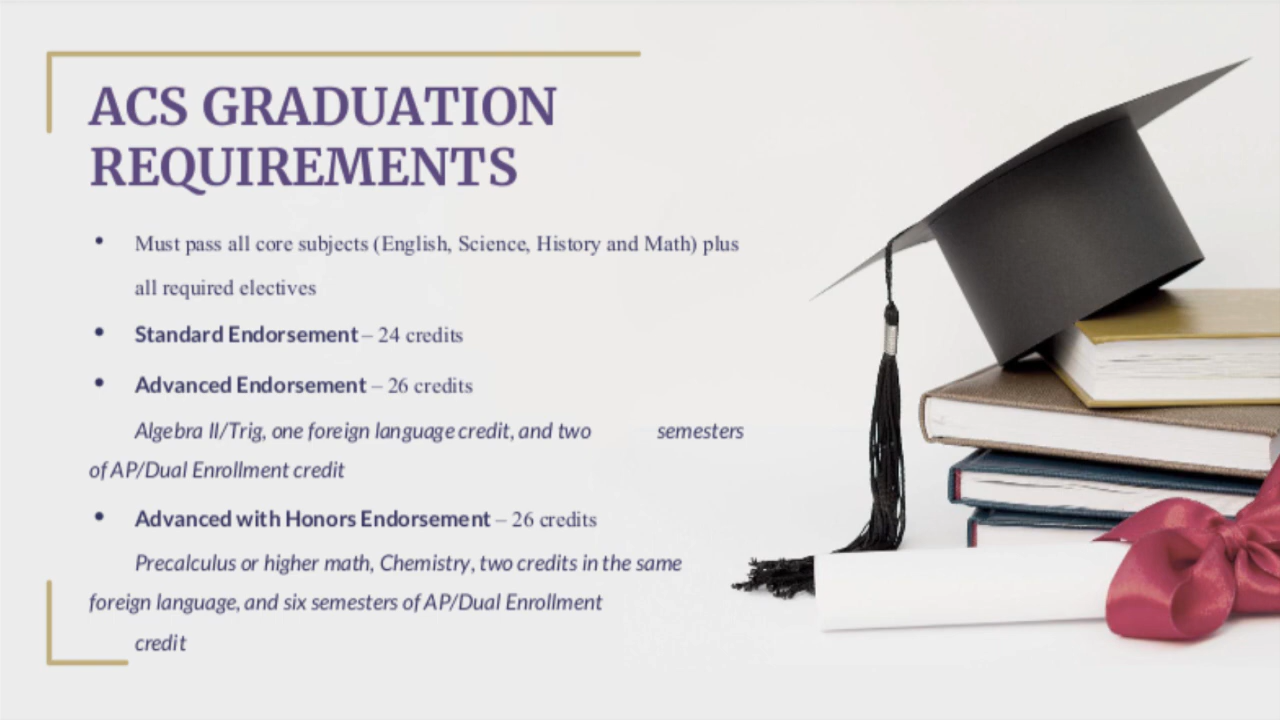 ACS GRADUATION
REQUIREMENTS
• Must pass all core subjects (English, Science, History and Math) plus
all required electives
• Standard Endorsement – 24 credits
• Advanced Endorsement – 26 credits
Algebra II/Trig, one foreign language credit, and two semesters
of AP/Dual Enrollment credit
• Advanced with Honors Endorsement – 26 credits
Precalculus or higher math, Chemistry, two credits in the same
foreign language, and six semesters of AP/Dual Enrollment
credit